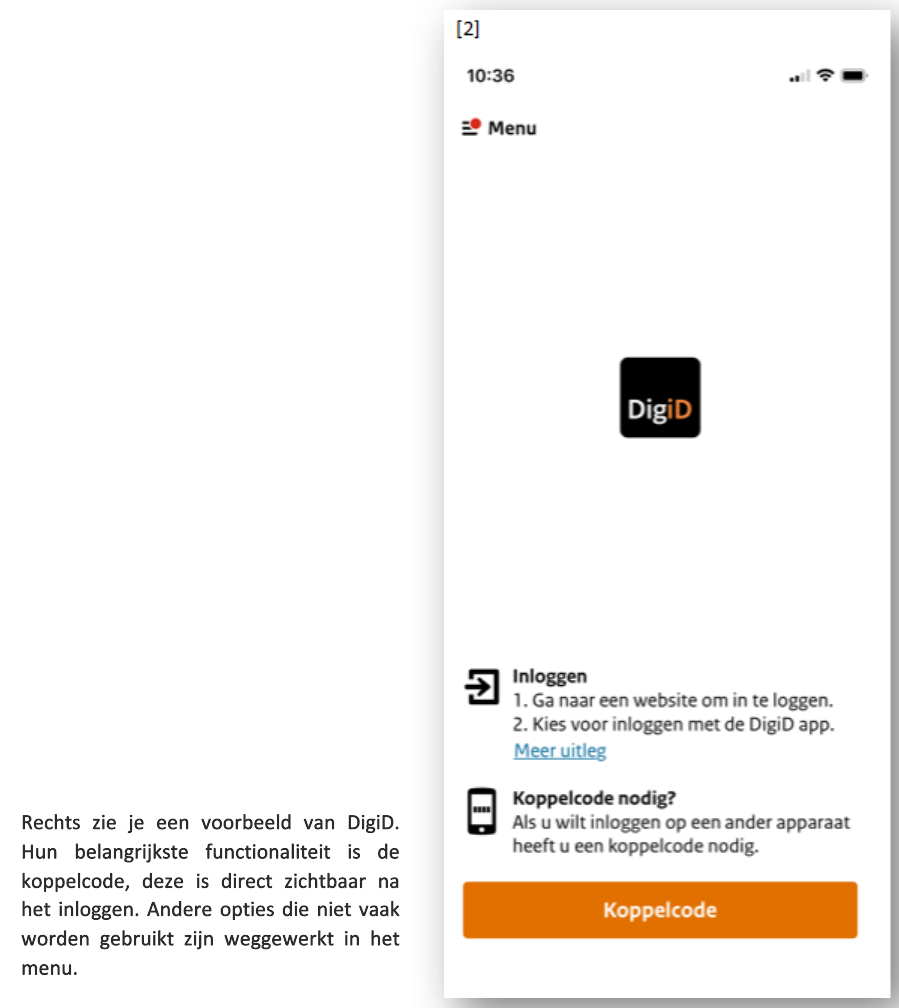 Rechts zie je een voorbeeld van DigiD.
Hun belangrijkste functionaliteit is de
koppelcode, deze is direct zichtbaar na
het inloggen. Andere opties die niet vaak
worden gebruikt zijn weggewerkt in het
menu.
[2]
10:36
Menu
DigiD
Inloggen
1. Ga naar een website om in te loggen.
2. Kies voor inloggen met de DigiD app.
Meer uitleg
Koppelcode nodig?
Als u wilt inloggen op een ander apparaat
heeft u een koppelcode nodig.
Koppelcode